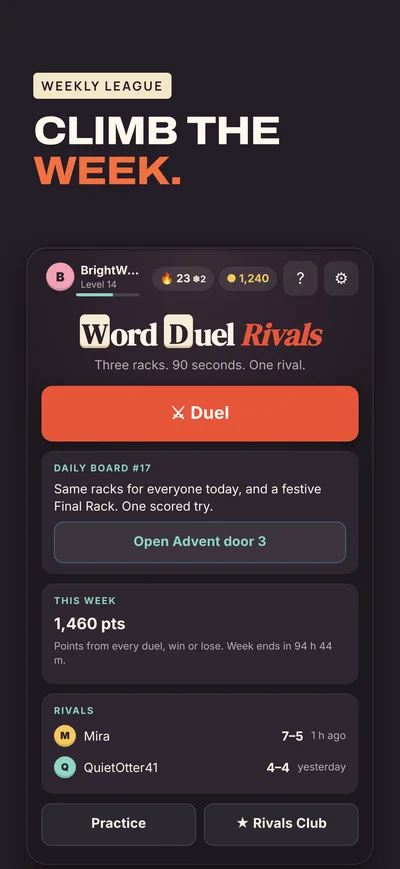 WEEKLY LEAGUE
CLIMB THE
WEEK.
B
BrightW...
Level 14
🔥 23 ❄2
1,240
?
⚙
Word Duel Rivals
Three racks. 90 seconds. One rival.
⚔ Duel
DAILY BOARD #17
Same racks for everyone today, and a festive
Final Rack. One scored try.
Open Advent door 3
THIS WEEK
1,460 pts
Points from every duel, win or lose. Week ends in 94 h 44
m.
RIVALS
M Mira 7–5 1 h ago
Q QuietOtter41 4–4 yesterday
Practice
★ Rivals Club